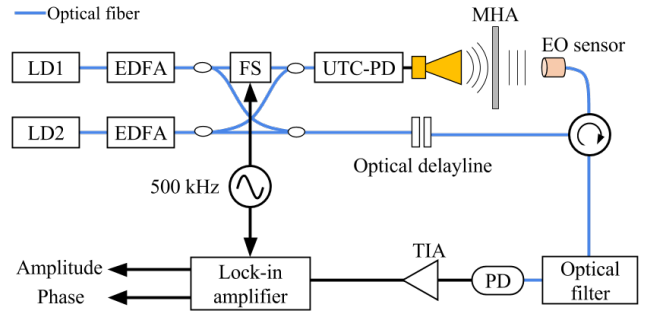 Optical fiber
MHA
EO sensor
LD1
EDFA
FS
UTC-PD
LD2
EDFA
Optical delayline
500 kHz
TIA
Amplitude
Phase
Lock-in
amplifier
PD
Optical
filter